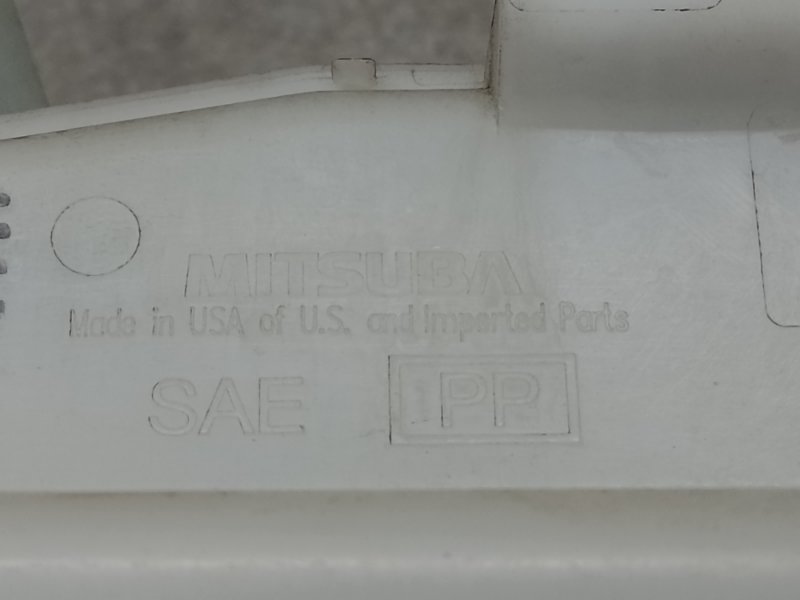 MITSUBA
Made in USA of U.S. and Imported Parts
SAE PP